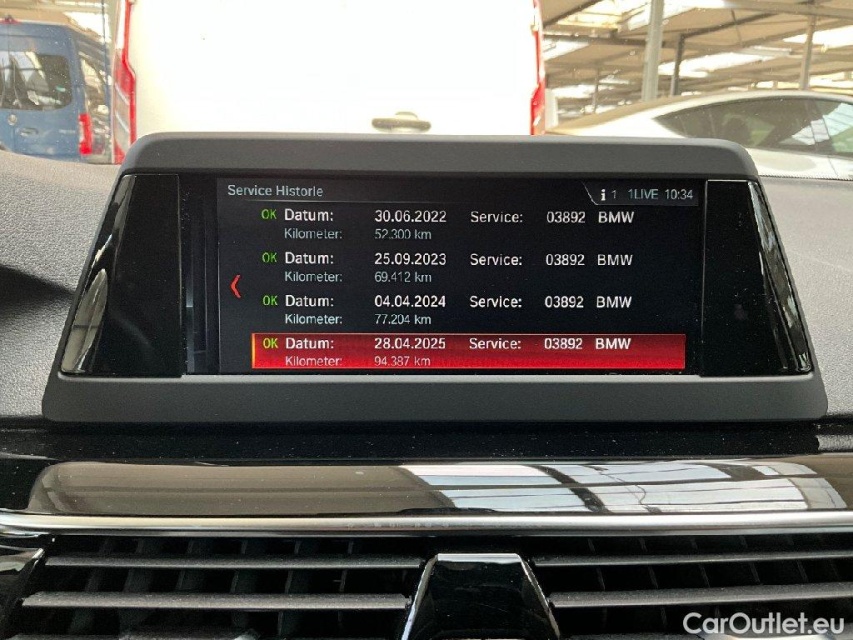 Service Historie
i 1 1LIVE 10:34
OK Datum: 30.06.2022 Service: 03892 BMW
Kilometer: 52.300 km
OK Datum: 25.09.2023 Service: 03892 BMW
Kilometer: 69.412 km
OK Datum: 04.04.2024 Service: 03892 BMW
Kilometer: 77.204 km
OK Datum: 28.04.2025 Service: 03892 BMW
Kilometer: 94.387 km
CarOutlet.eu